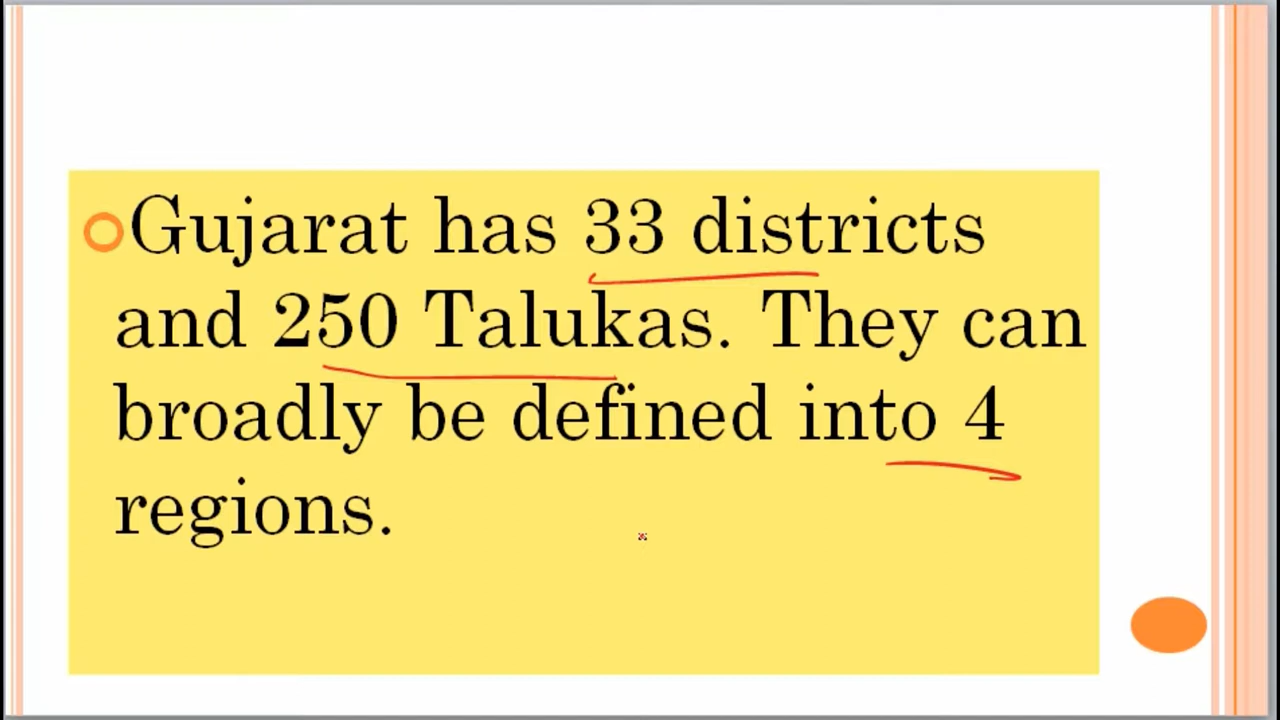 Gujarat has 33 districts
and 250 Talukas. They can
broadly be defined into 4
regions.